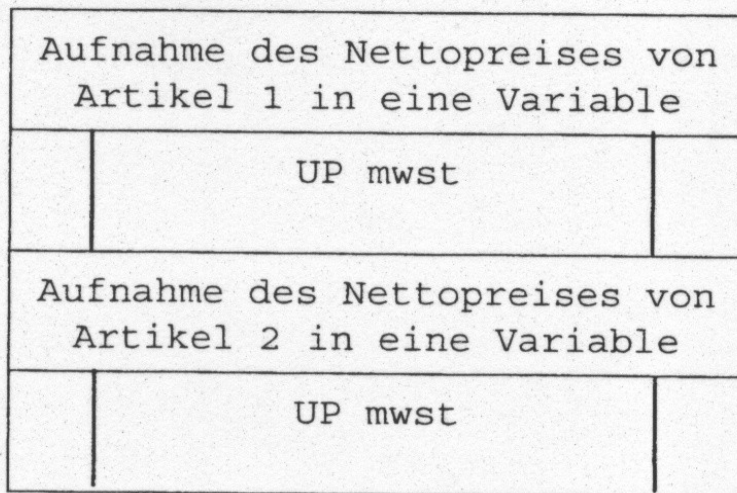 Aufnahme des Nettopreises von
Artikel 1 in eine Variable
UP mwst
Aufnahme des Nettopreises von
Artikel 2 in eine Variable
UP mwst